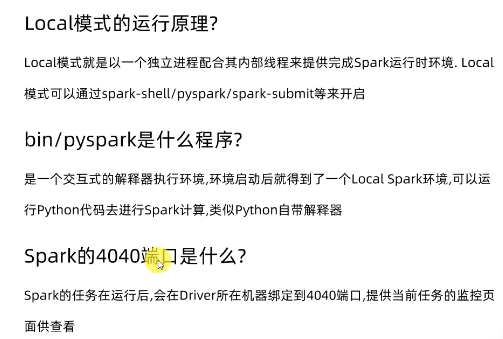 Local模式的运行原理?
Local模式就是以一个独立进程配合其内部线程来提供完成Spark运行时环境. Local
模式可以通过spark-shell/pyspark/spark-submit等来开启
bin/pyspark是什么程序?
是一个交互式的解释器执行环境,环境启动后就得到了一个Local Spark环境,可以运
行Python代码去进行Spark计算,类似Python自带解释器
Spark的4040端口是什么?
Spark的任务在运行后,会在Driver所在机器绑定到4040端口,提供当前任务的监控页
面供查看